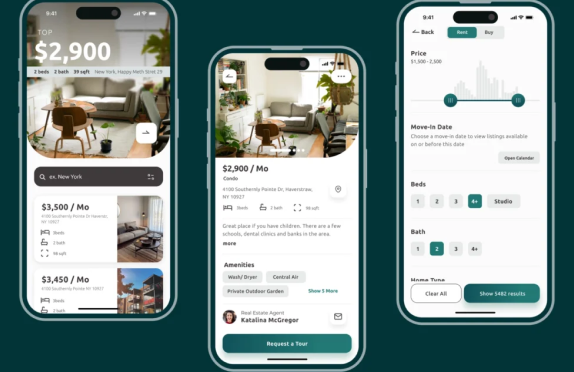 9:41
TOP
$2,900
2 beds 2 bath 39 sqft New York, Happy Meth Stret 29
ex. New York
$3,500 / Mo
4100 Southernly Pointe Dr Haverst,
NY 10927
Beds
2 bath
98 sqft
$3,450 / Mo
4100 Southernly Pointe NY 10927
Beds
2 bath
$2,900 / Mo
Condo
4100 Southernly Pointe Dr, Haverstraw,
NY 10927
Beds
2 bath
98 sqft
Great place if you have children. There are a few
schools, dental clinics and banks in the area.
more
Amenities
Wash/ Dryer
Central Air
Private Outdoor Garden
Show 5 More
Real Estate Agent
Katalina McGregor
Request a Tour
9:41
Back
Rent
Buy
Price
$1,500 -2,500
Move-In Date
Choose a move-in date to view listings available
on or before this date
Open Calendar
Beds
1 2 3 4+ Studio
Bath
1 2 3 4+
Home Type
Clear All
Show 5482 results